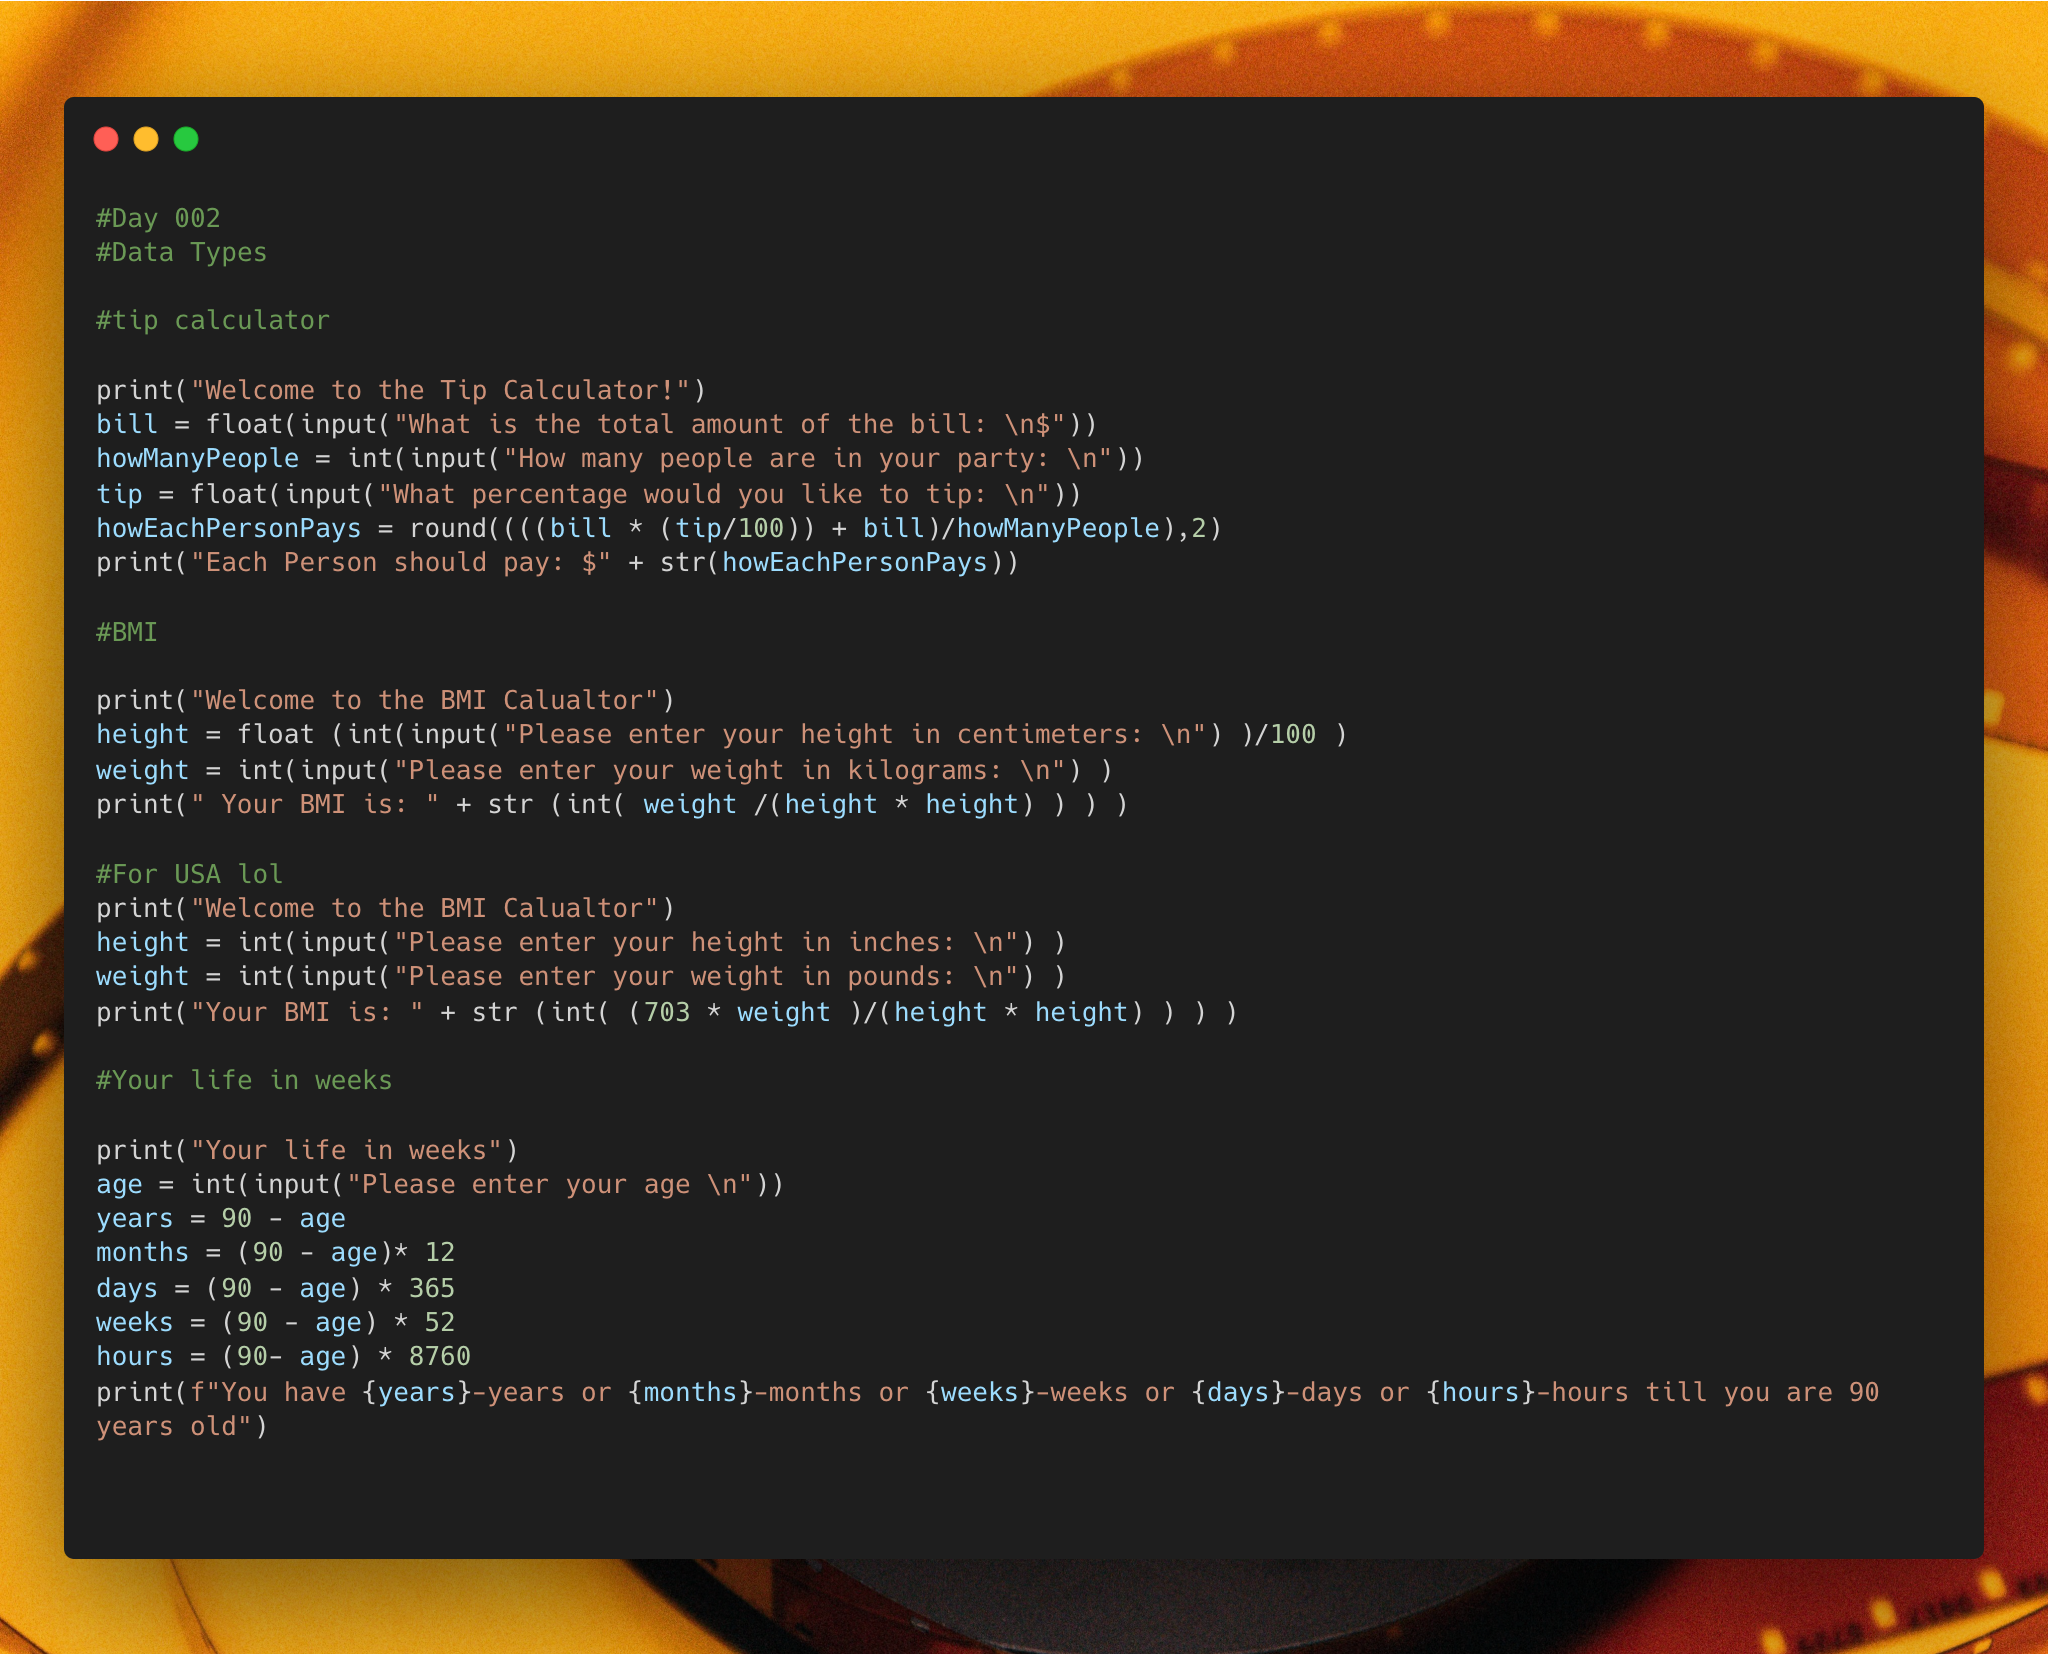 #Day 002
#Data Types
#tip calculator
print("Welcome to the Tip Calculator!")
bill = float(input("What is the total amount of the bill: \n$"))
howManyPeople = int(input("How many people are in your party: \n"))
tip = float(input("What percentage would you like to tip: \n"))
howEachPersonPays = round((((bill * (tip/100)) + bill)/howManyPeople),2)
print("Each Person should pay: $" + str(howEachPersonPays))
#BMI
print("Welcome to the BMI Calualtor")
height = float (int(input("Please enter your height in centimeters: \n") )/100 )
weight = int(input("Please enter your weight in kilograms: \n") )
print(" Your BMI is: " + str (int( weight /(height * height) ) ) )
#For USA lol
print("Welcome to the BMI Calualtor")
height = int(input("Please enter your height in inches: \n") )
weight = int(input("Please enter your weight in pounds: \n") )
print("Your BMI is: " + str (int( (703 * weight )/(height * height) ) ) )
#Your life in weeks
print("Your life in weeks")
age = int(input("Please enter your age \n"))
years = 90 - age
months = (90 - age)* 12
days = (90 - age) * 365
weeks = (90 - age) * 52
hours = (90- age) * 8760
print(f"You have {years}-years or {months}-months or {weeks}-weeks or {days}-days or {hours}-hours till you are 90
years old")